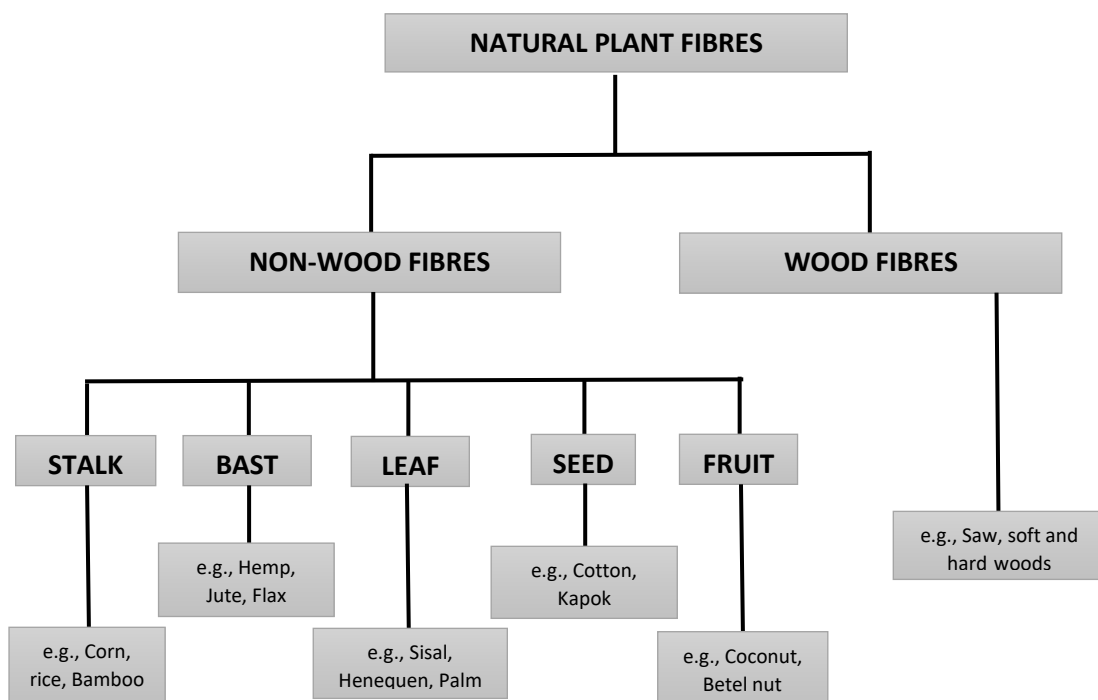 NATURAL PLANT FIBRES
NON-WOOD FIBRES
WOOD FIBRES
STALK
BAST
LEAF
SEED
FRUIT
e.g., Corn,
rice, Bamboo
e.g., Hemp,
Jute, Flax
e.g., Sisal,
Henequen, Palm
e.g., Cotton,
Kapok
e.g., Coconut,
Betel nut
e.g., Saw, soft and
hard woods